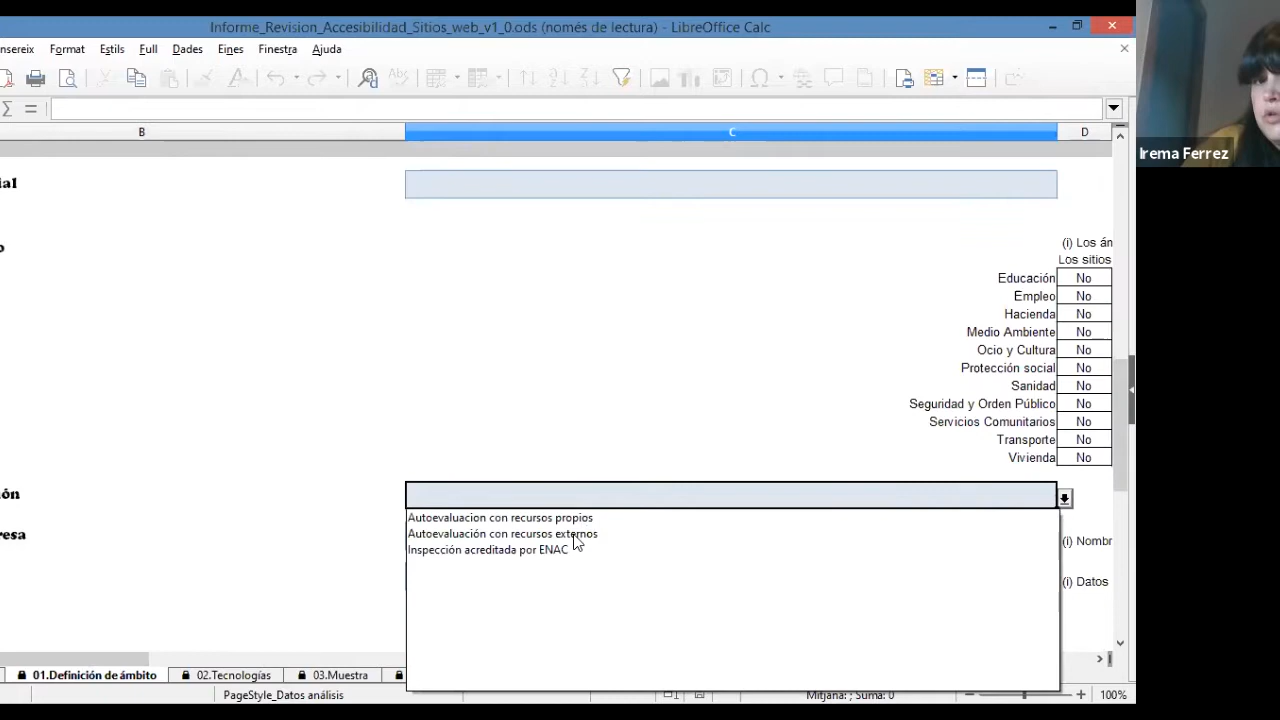 Informe_Revision_Accesibilidad_Sitios_web_v1_0.ods (només de lectura) - LibreOffice Calc
nsereix Format Estils Full Dades Eines Finestra Ajuda
B C D
ial
o
(i) Los án
Los sitios
Educación No
Empleo No
Hacienda No
Medio Ambiente No
Ocio y Cultura No
Protección social No
Sanidad No
Seguridad y Orden Público No
Servicios Comunitarios No
Transporte No
Vivienda No
ión
Autoevaluacion con recursos propios
Autoevaluación con recursos externos
Inspección acreditada por ENAC
resa
(i) Nombr
(i) Datos
01.Definición de ámbito 02.Tecnologías 03.Muestra
PageStyle_Datos análisis Mitjana: ; Suma: 0 100%
Irema Ferrez